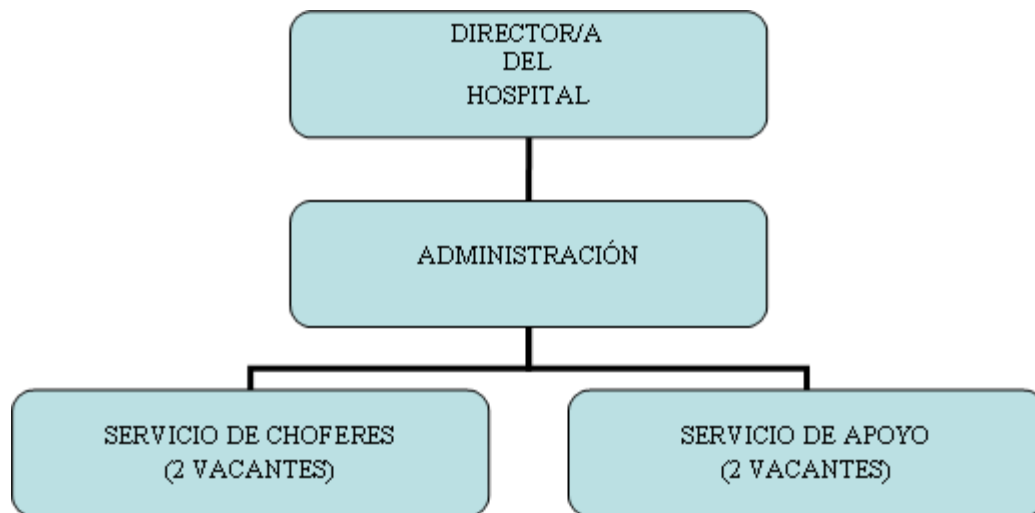 DIRECTOR/A
DEL
HOSPITAL
ADMINISTRACIÓN
SERVICIO DE CHOFERES
(2 VACANTES)
SERVICIO DE APOYO
(2 VACANTES)